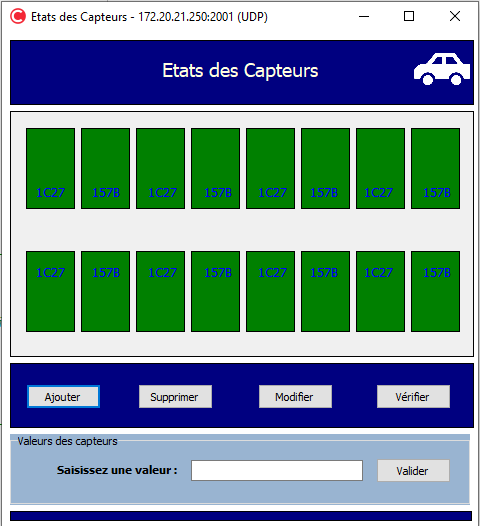 Etats des Capteurs - 172.20.21.250:2001 (UDP)
Etats des Capteurs
1C27 157B 1C27 157B 1C27 157B 1C27 157B
1C27 157B 1C27 157B 1C27 157B 1C27 157B
Ajouter Supprimer Modifier Vérifier
Valeurs des capteurs
Saisissez une valeur : Valider